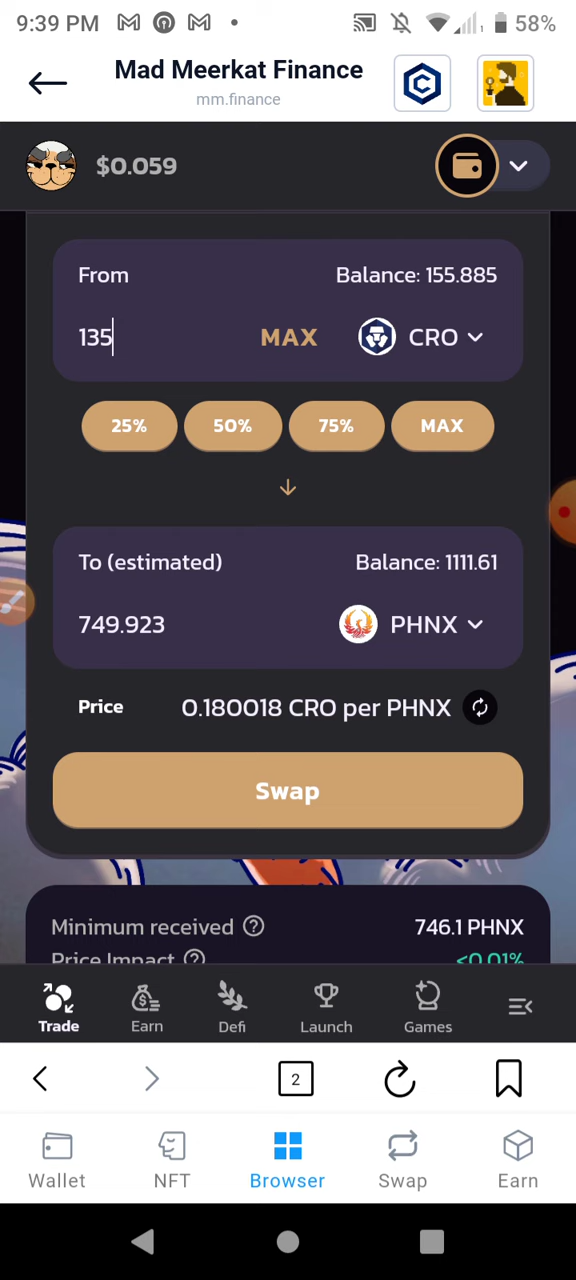 9:39 PM 58%
Mad Meerkat Finance
mm.finance
$0.059
From Balance: 155.885
135 MAX CRO
25% 50% 75% MAX
To (estimated) Balance: 1111.61
749.923 PHNX
Price 0.180018 CRO per PHNX
Swap
Minimum received ? 746.1 PHNX
Price Impact ? <0.01%
Trade Earn Defi Launch Games
2
Wallet NFT Browser Swap Earn